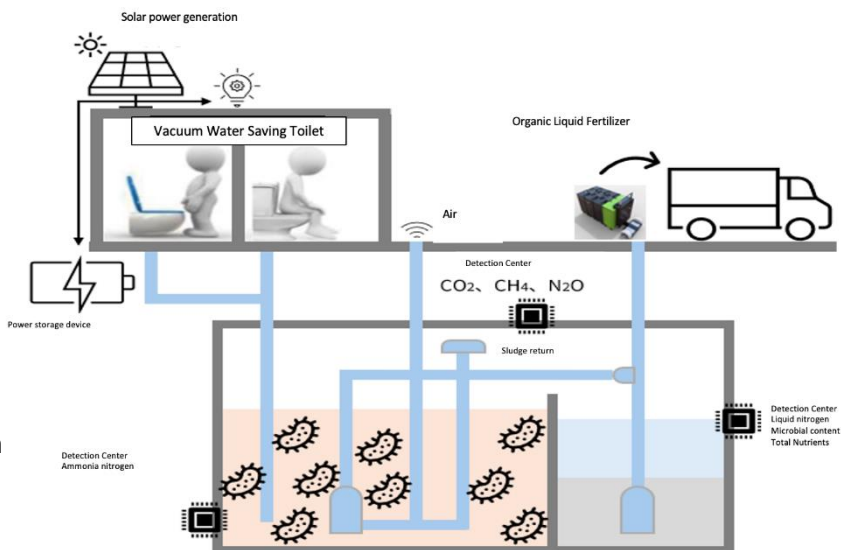 Solar power generation
Vacuum Water Saving Toilet
Organic Liquid Fertilizer
Air
Detection Center
CO₂、CH₄、N₂O
Power storage device
Sludge return
Detection Center
Liquid nitrogen
Microbial content
Total Nutrients
Detection Center
Ammonia nitrogen